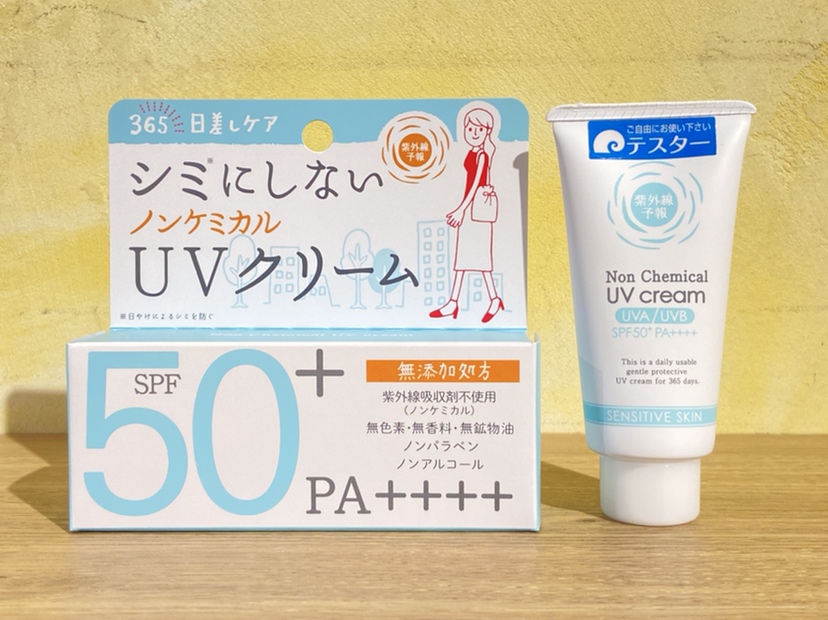 365 日差しケア
紫外線
予報
シミ※にしない
ノンケミカル
UVクリーム
※日やけによるシミを防ぐ
Non Chemical UV cream
SPF
50+
PA++++
無添加処方
紫外線吸収剤不使用
(ノンケミカル)
無色素・無香料・無鉱物油
ノンパラベン
ノンアルコール
ご自由にお使い下さい
テスター
紫外線
予報
Non Chemical
UV cream
UVA/UVB
SPF50+ PA++++
This is a daily usable
gentle protective
UV cream for 365 days.
SENSITIVE SKIN